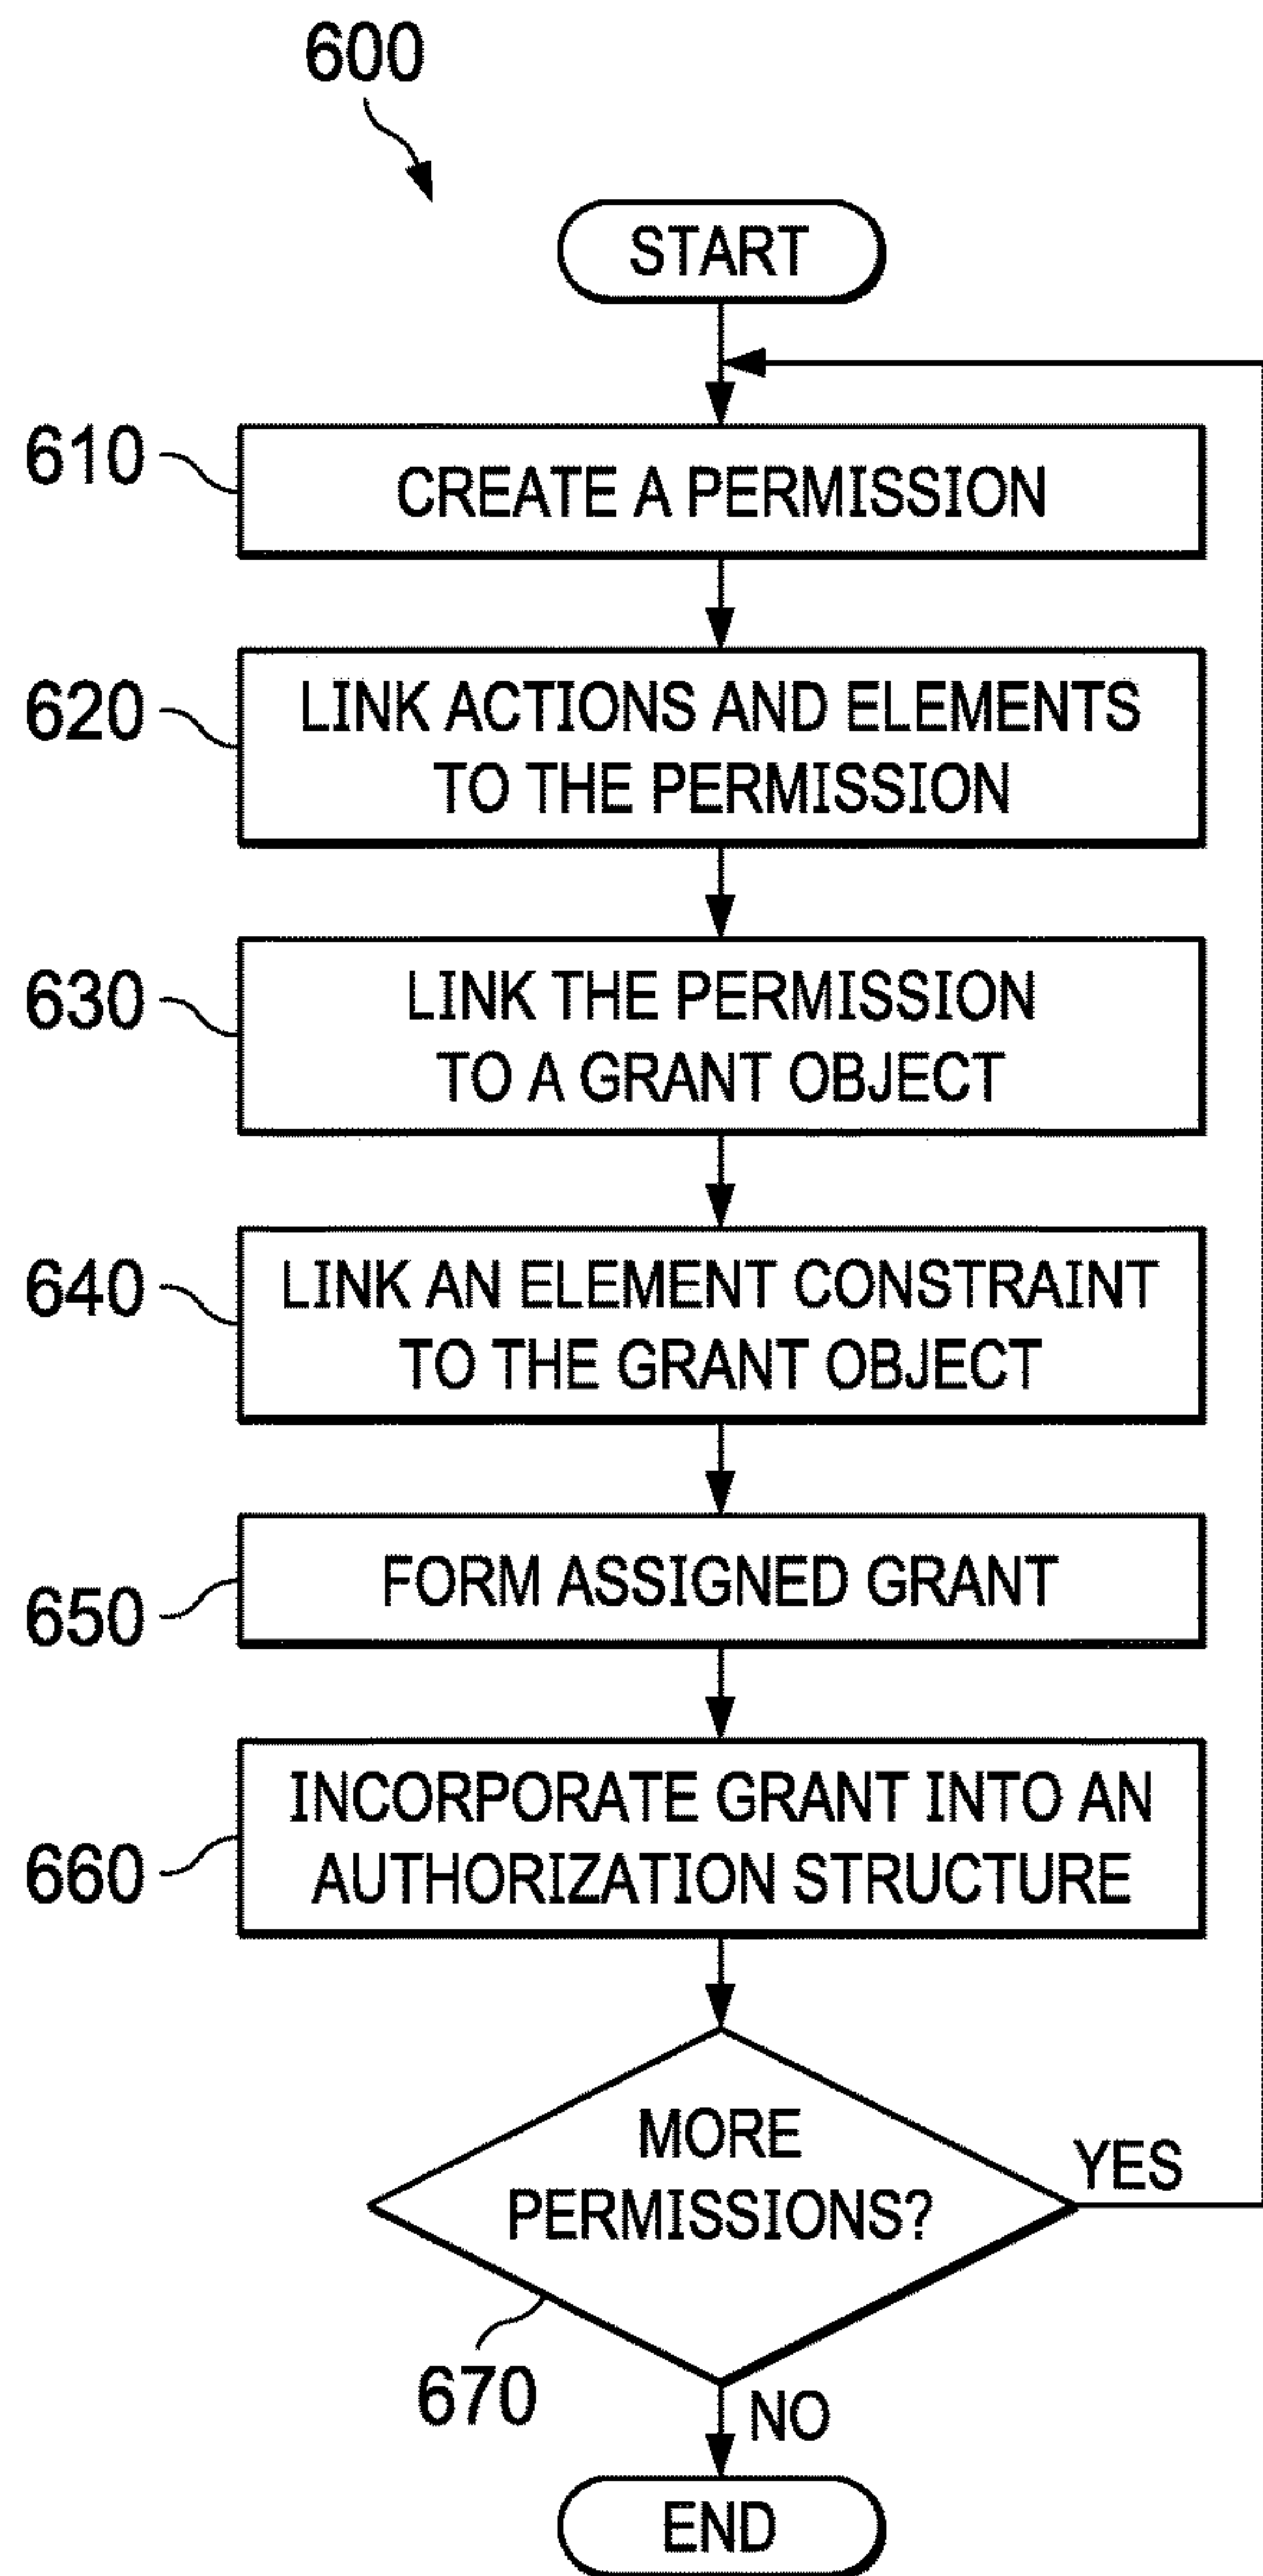 600
START
610
CREATE A PERMISSION
620
LINK ACTIONS AND ELEMENTS
TO THE PERMISSION
630
LINK THE PERMISSION
TO A GRANT OBJECT
640
LINK AN ELEMENT CONSTRAINT
TO THE GRANT OBJECT
650
FORM ASSIGNED GRANT
660
INCORPORATE GRANT INTO AN
AUTHORIZATION STRUCTURE
MORE
PERMISSIONS?
YES
670
NO
END